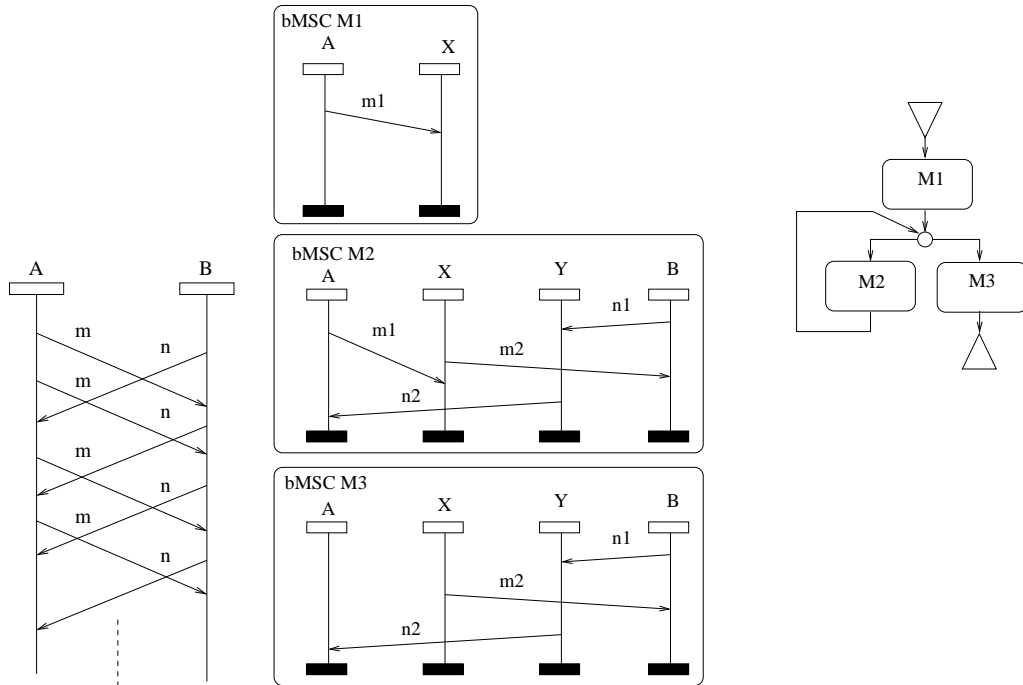 A B
m
n
m
n
m
n
m
n
bMSC M1
A X
m1
bMSC M2
A X Y B
n1
m1
m2
n2
bMSC M3
A X Y B
n1
m2
n2
M1
M2 M3